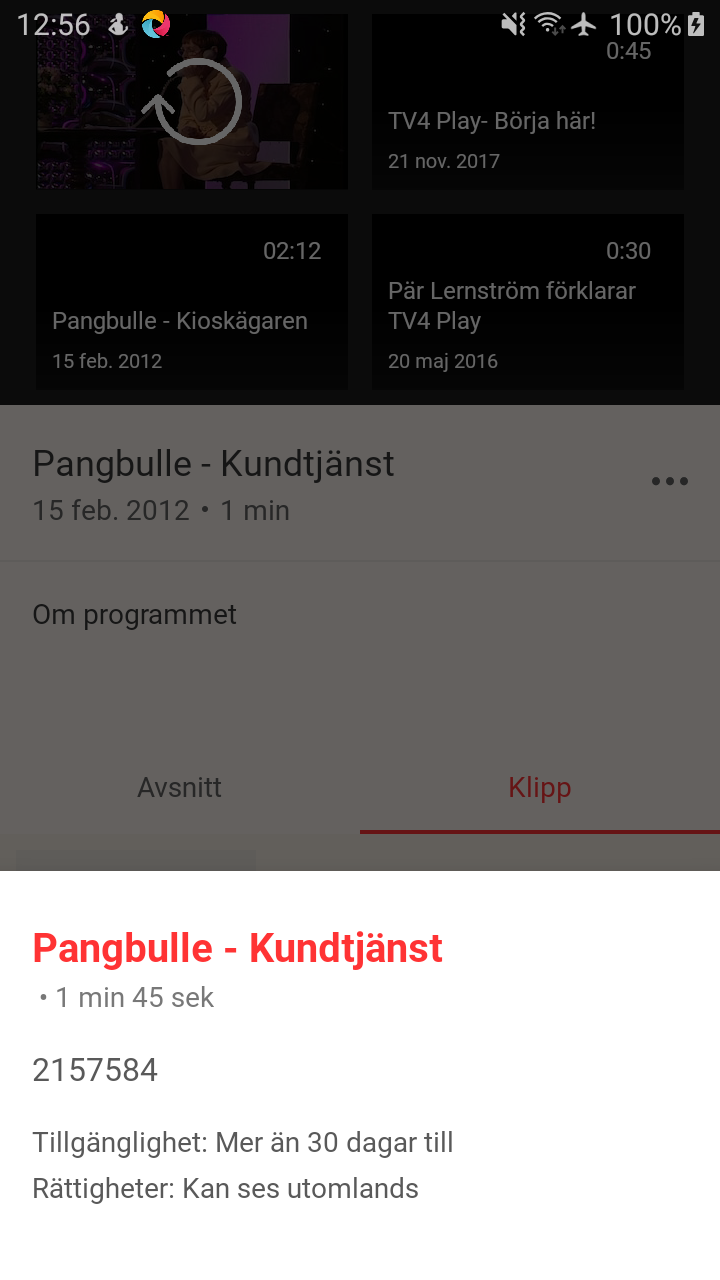 12:56
100%
0:45
TV4 Play- Börja här!
21 nov. 2017
02:12
Pangbulle - Kioskägaren
15 feb. 2012
0:30
Pär Lernström förklarar
TV4 Play
20 maj 2016
Pangbulle - Kundtjänst
15 feb. 2012 • 1 min
Om programmet
Avsnitt
Klipp
Pangbulle - Kundtjänst
• 1 min 45 sek
2157584
Tillgänglighet: Mer än 30 dagar till
Rättigheter: Kan ses utomlands